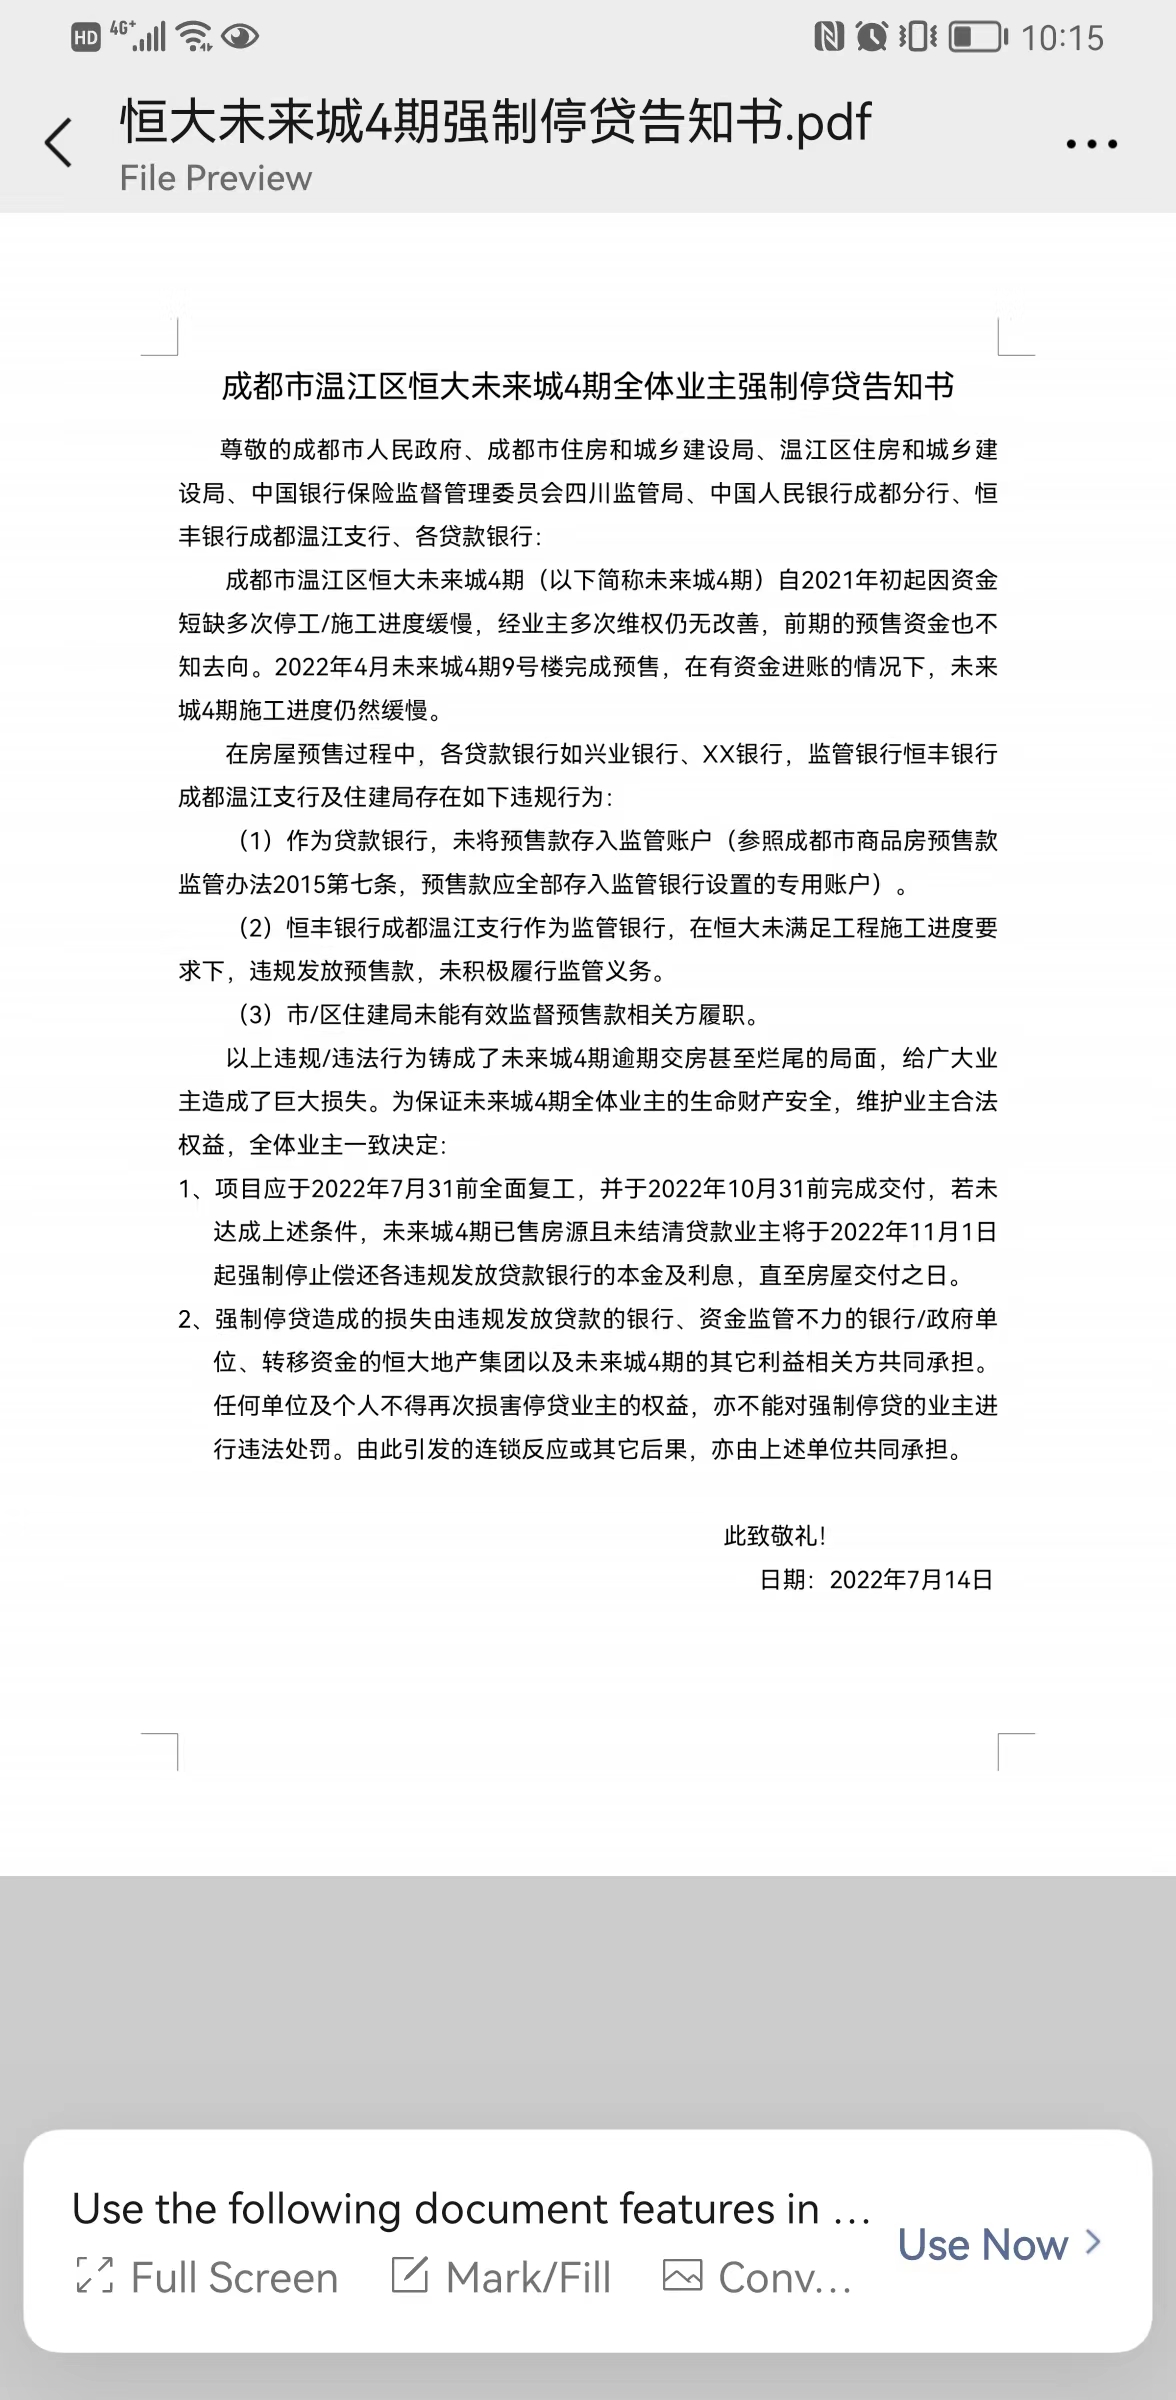 HD 4G+ 10:15
恒大未来城4期强制停贷告知书.pdf
File Preview
成都市温江区恒大未来城4期全体业主强制停贷告知书
尊敬的成都市人民政府、成都市住房和城乡建设局、温江区住房和城乡建
设局、中国银行保险监督管理委员会四川监管局、中国人民银行成都分行、恒
丰银行成都温江支行、各贷款银行：
成都市温江区恒大未来城4期（以下简称未来城4期）自2021年初起因资金
短缺多次停工/施工进度缓慢，经业主多次维权仍无改善，前期的预售资金也不
知去向。2022年4月未来城4期9号楼完成预售，在有资金进账的情况下，未来
城4期施工进度仍然缓慢。
在房屋预售过程中，各贷款银行如兴业银行、XX银行，监管银行恒丰银行
成都温江支行及住建局存在如下违规行为：
（1）作为贷款银行，未将预售款存入监管账户（参照成都市商品房预售款
监管办法2015第七条，预售款应全部存入监管银行设置的专用账户）。
（2）恒丰银行成都温江支行作为监管银行，在恒大未满足工程施工进度要
求下，违规发放预售款，未积极履行监管义务。
（3）市/区住建局未能有效监督预售款相关方履职。
以上违规/违法行为铸成了未来城4期逾期交房甚至烂尾的局面，给广大业
主造成了巨大损失。为保证未来城4期全体业主的生命财产安全，维护业主合法
权益，全体业主一致决定：
1、项目应于2022年7月31前全面复工，并于2022年10月31前完成交付，若未
达成上述条件，未来城4期已售房源且未结清贷款业主将于2022年11月1日
起强制停止偿还各违规发放贷款银行的本金及利息，直至房屋交付之日。
2、强制停贷造成的损失由违规发放贷款的银行、资金监管不力的银行/政府单
位、转移资金的恒大地产集团以及未来城4期的其它利益相关方共同承担。
任何单位及个人不得再次损害停贷业主的权益，亦不能对强制停贷的业主进
行违法处罚。由此引发的连锁反应或其它后果，亦由上述单位共同承担。
此致敬礼！
日期：2022年7月14日
Use the following document features in ...
Use Now
Full Screen Mark/Fill Conv...